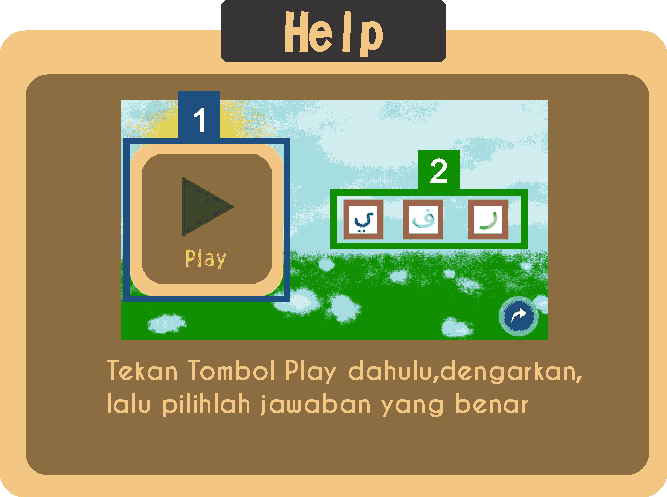 Help
1
2
ي ف ر
Play
Tekan Tombol Play dahulu,dengarkan,
lalu pilihlah jawaban yang benar